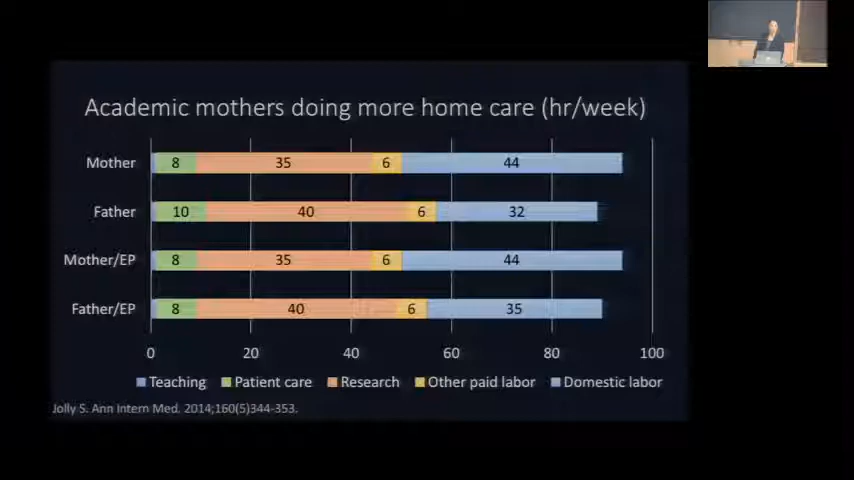 Academic mothers doing more home care (hr/week)
Mother 8 35 6 44
Father 10 40 6 32
Mother/EP 8 35 6 44
Father/EP 8 40 6 35
0 20 40 60 80 100
Teaching Patient care Research Other paid labor Domestic labor
Jolly S. Ann Intern Med. 2014;160(5)344-353.